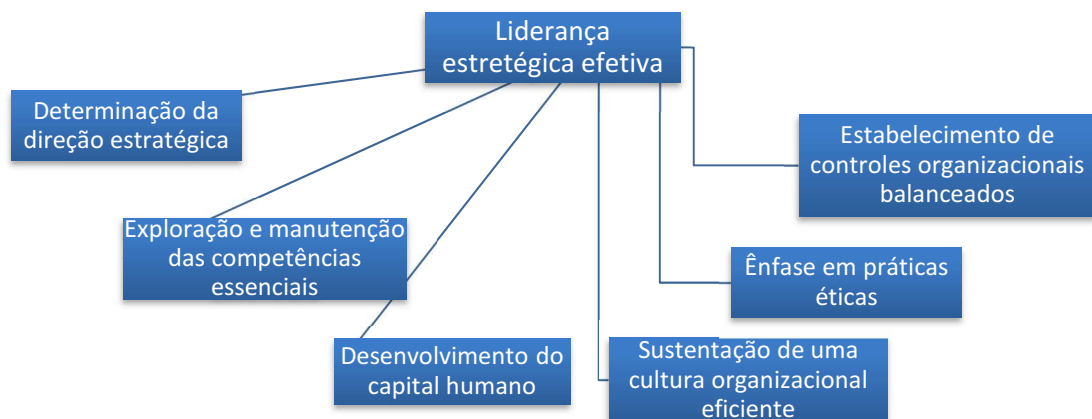 Liderança
estretégica efetiva
Determinação da
direção estratégica
Estabelecimento de
controles organizacionais
balanceados
Exploração e manutenção
das competências
essenciais
Ênfase em práticas
éticas
Desenvolvimento do
capital humano
Sustentação de uma
cultura organizacional
eficiente